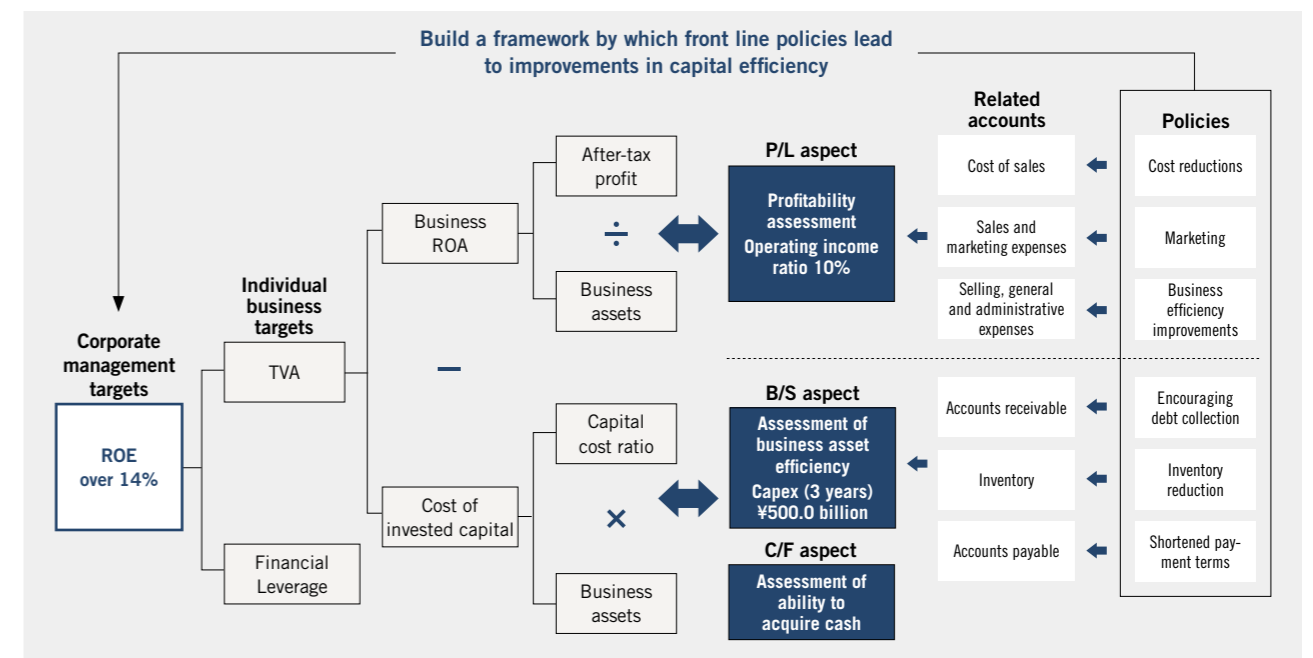 Build a framework by which front line policies lead
to improvements in capital efficiency
Corporate
management
targets
ROE
over 14%
Individual
business
targets
TVA
Financial
Leverage
Business
ROA
−
Cost of
invested capital
After-tax
profit
÷
Business
assets
Capital
cost ratio
×
Business
assets
P/L aspect
Profitability
assessment
Operating income
ratio 10%
B/S aspect
Assessment of
business asset
efficiency
Capex (3 years)
¥500.0 billion
C/F aspect
Assessment of
ability to
acquire cash
Related
accounts
Cost of sales
Sales and
marketing expenses
Selling, general
and administrative
expenses
Accounts receivable
Inventory
Accounts payable
Policies
Cost reductions
Marketing
Business
efficiency
improvements
Encouraging
debt collection
Inventory
reduction
Shortened pay-
ment terms